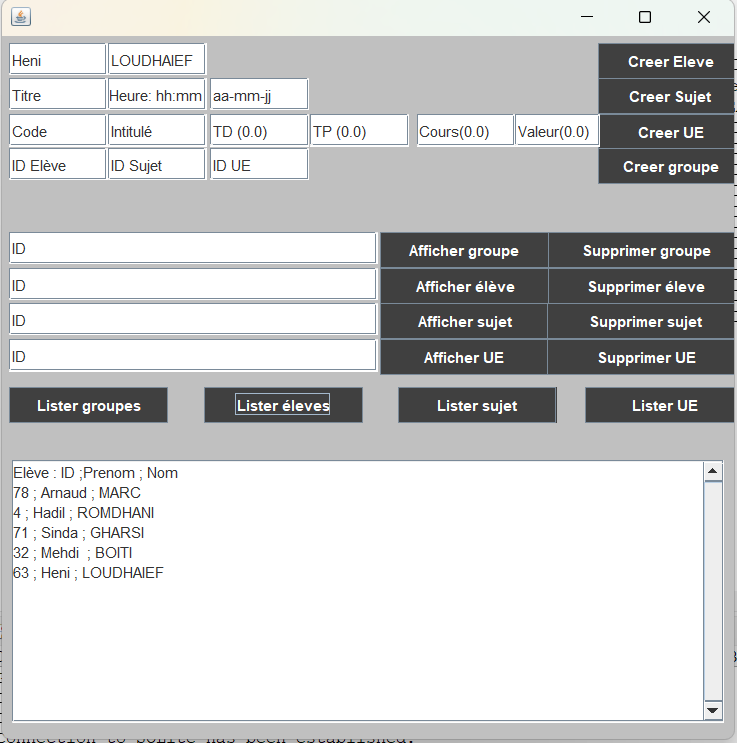 Heni LOUDHAIEF Creer Eleve
Titre Heure: hh:mm aa-mm-jj Creer Sujet
Code Intitulé TD (0.0) TP (0.0) Cours(0.0) Valeur(0.0) Creer UE
ID Elève ID Sujet ID UE Creer groupe
ID Afficher groupe Supprimer groupe
ID Afficher élève Supprimer éleve
ID Afficher sujet Supprimer sujet
ID Afficher UE Supprimer UE
Lister groupes Lister éleves Lister sujet Lister UE
Elève : ID ;Prenom ; Nom
78 ; Arnaud ; MARC
4 ; Hadil ; ROMDHANI
71 ; Sinda ; GHARSI
32 ; Mehdi  ; BOITI
63 ; Heni ; LOUDHAIEF
connection to SQLite has been established.